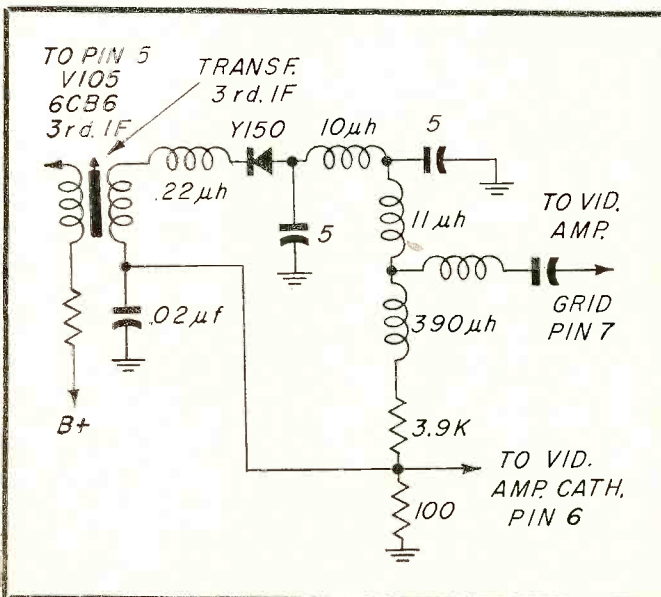 TO PIN 5
V105
6CB6
3rd. IF
TRANSF.
3rd. IF
Y150
.22µh
10µh
5
5
11µh
TO VID.
AMP.
GRID
PIN 7
.02µf
390µh
B+
3.9K
TO VID.
AMP. CATH.
PIN 6
100